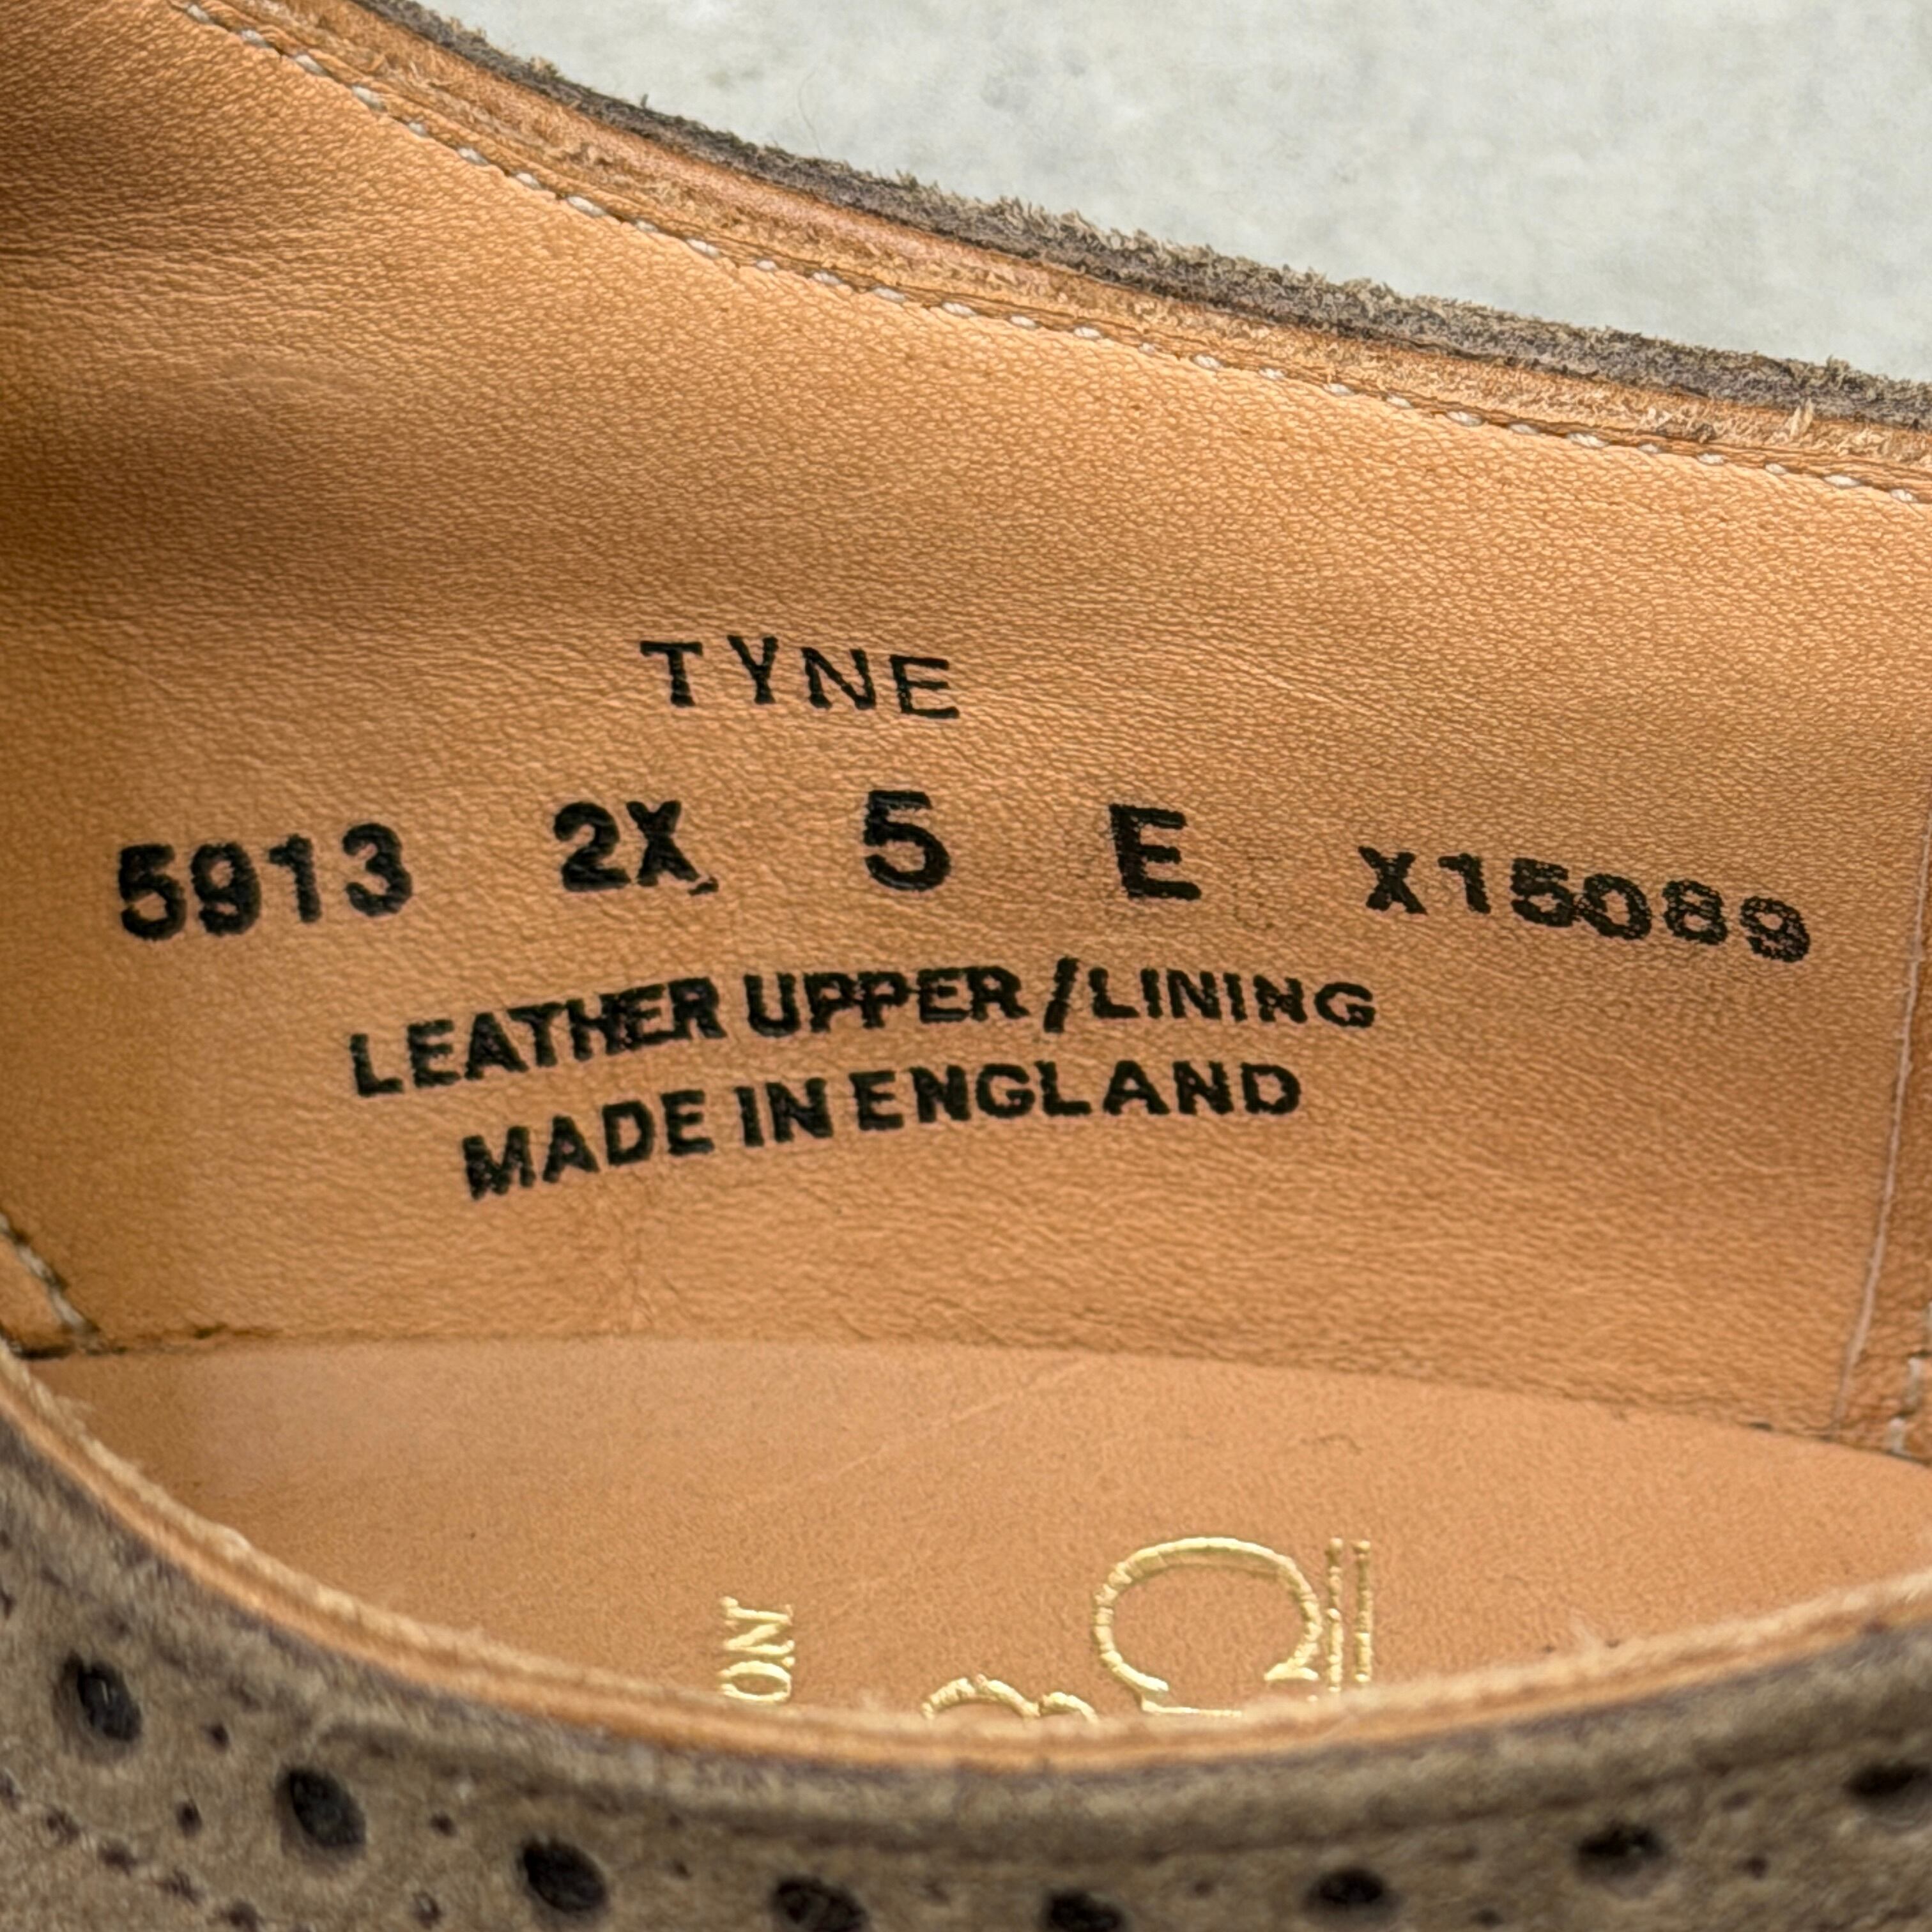 TYNE
5913 2X 5 E X15089
LEATHER UPPER/LINING
MADE IN ENGLAND